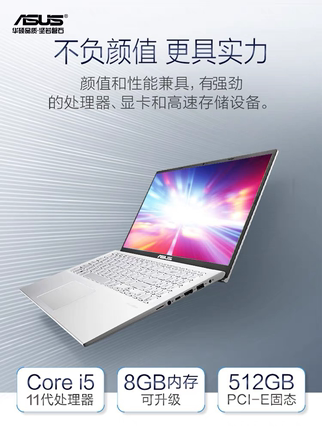 ASUS
华硕品质·坚若磐石
不负颜值 更具实力
颜值和性能兼具，有强劲
的处理器、显卡和高速存储设备。
ASUS
Core i5
11代处理器
8GB内存
可升级
512GB
PCI-E固态